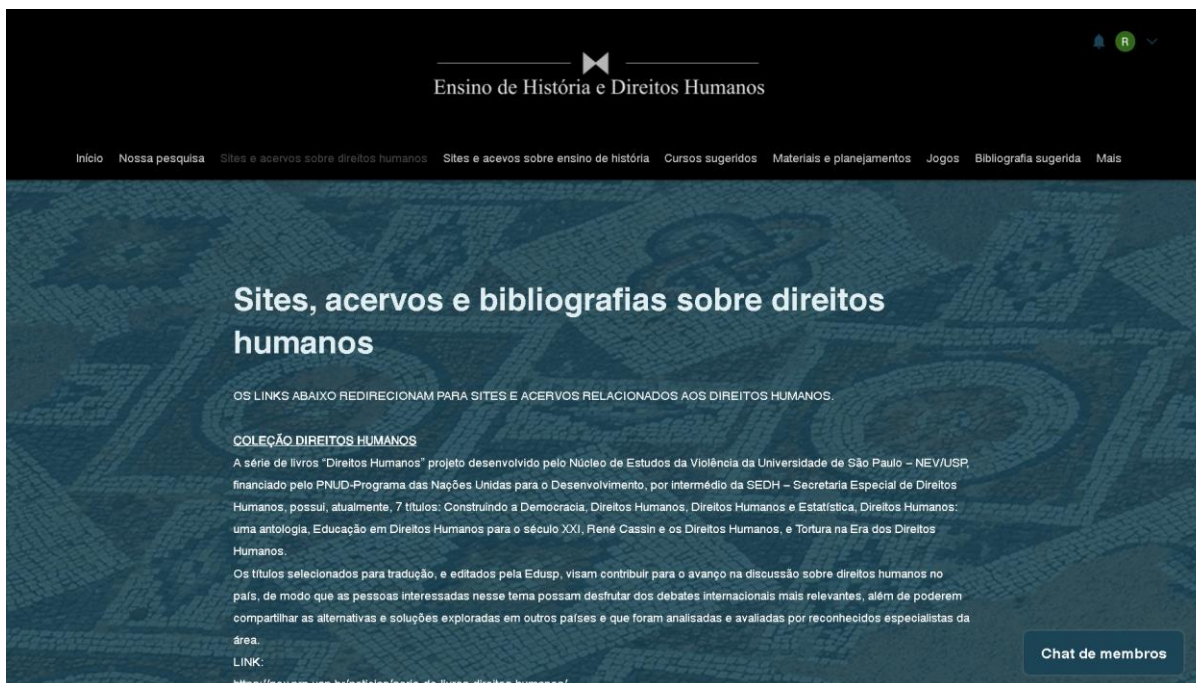 R
Ensino de História e Direitos Humanos
Início Nossa pesquisa Sites e acervos sobre direitos humanos Sites e acevos sobre ensino de história Cursos sugeridos Materiais e planejamentos Jogos Bibliografia sugerida Mais
Sites, acervos e bibliografias sobre direitos
humanos
OS LINKS ABAIXO REDIRECIONAM PARA SITES E ACERVOS RELACIONADOS AOS DIREITOS HUMANOS.
COLEÇÃO DIREITOS HUMANOS
A série de livros “Direitos Humanos” projeto desenvolvido pelo Núcleo de Estudos da Violência da Universidade de São Paulo – NEV/USP,
financiado pelo PNUD-Programa das Nações Unidas para o Desenvolvimento, por intermédio da SEDH – Secretaria Especial de Direitos
Humanos, possui, atualmente, 7 títulos: Construindo a Democracia, Direitos Humanos, Direitos Humanos e Estatística, Direitos Humanos:
uma antologia, Educação em Direitos Humanos para o século XXI, René Cassin e os Direitos Humanos, e Tortura na Era dos Direitos
Humanos.
Os títulos selecionados para tradução, e editados pela Edusp, visam contribuir para o avanço na discussão sobre direitos humanos no
país, de modo que as pessoas interessadas nesse tema possam desfrutar dos debates internacionais mais relevantes, além de poderem
compartilhar as alternativas e soluções exploradas em outros países e que foram analisadas e avaliadas por reconhecidos especialistas da
área.
LINK:
Chat de membros